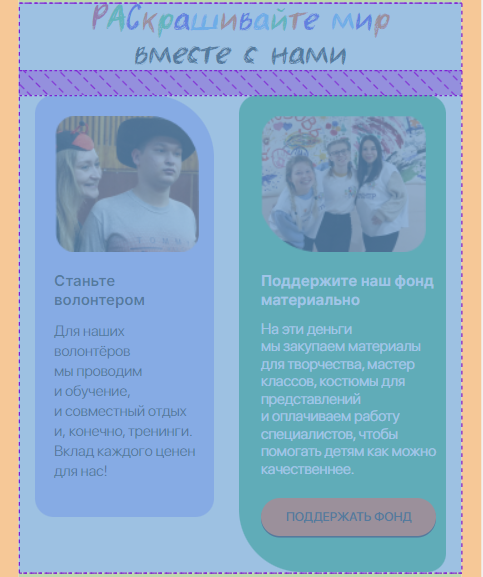 РАСкрашивайте мир
вместе с нами
Станьте
волонтером
Для наших
волонтёров
мы проводим
и обучение,
и совместный отдых
и, конечно, тренинги.
Вклад каждого ценен
для нас!
Поддержите наш фонд
материально
На эти деньги
мы закупаем материалы
для творчества, мастер
классов, костюмы для
представлений
и оплачиваем работу
специалистов, чтобы
помогать детям как можно
качественнее.
ПОДДЕРЖАТЬ ФОНД